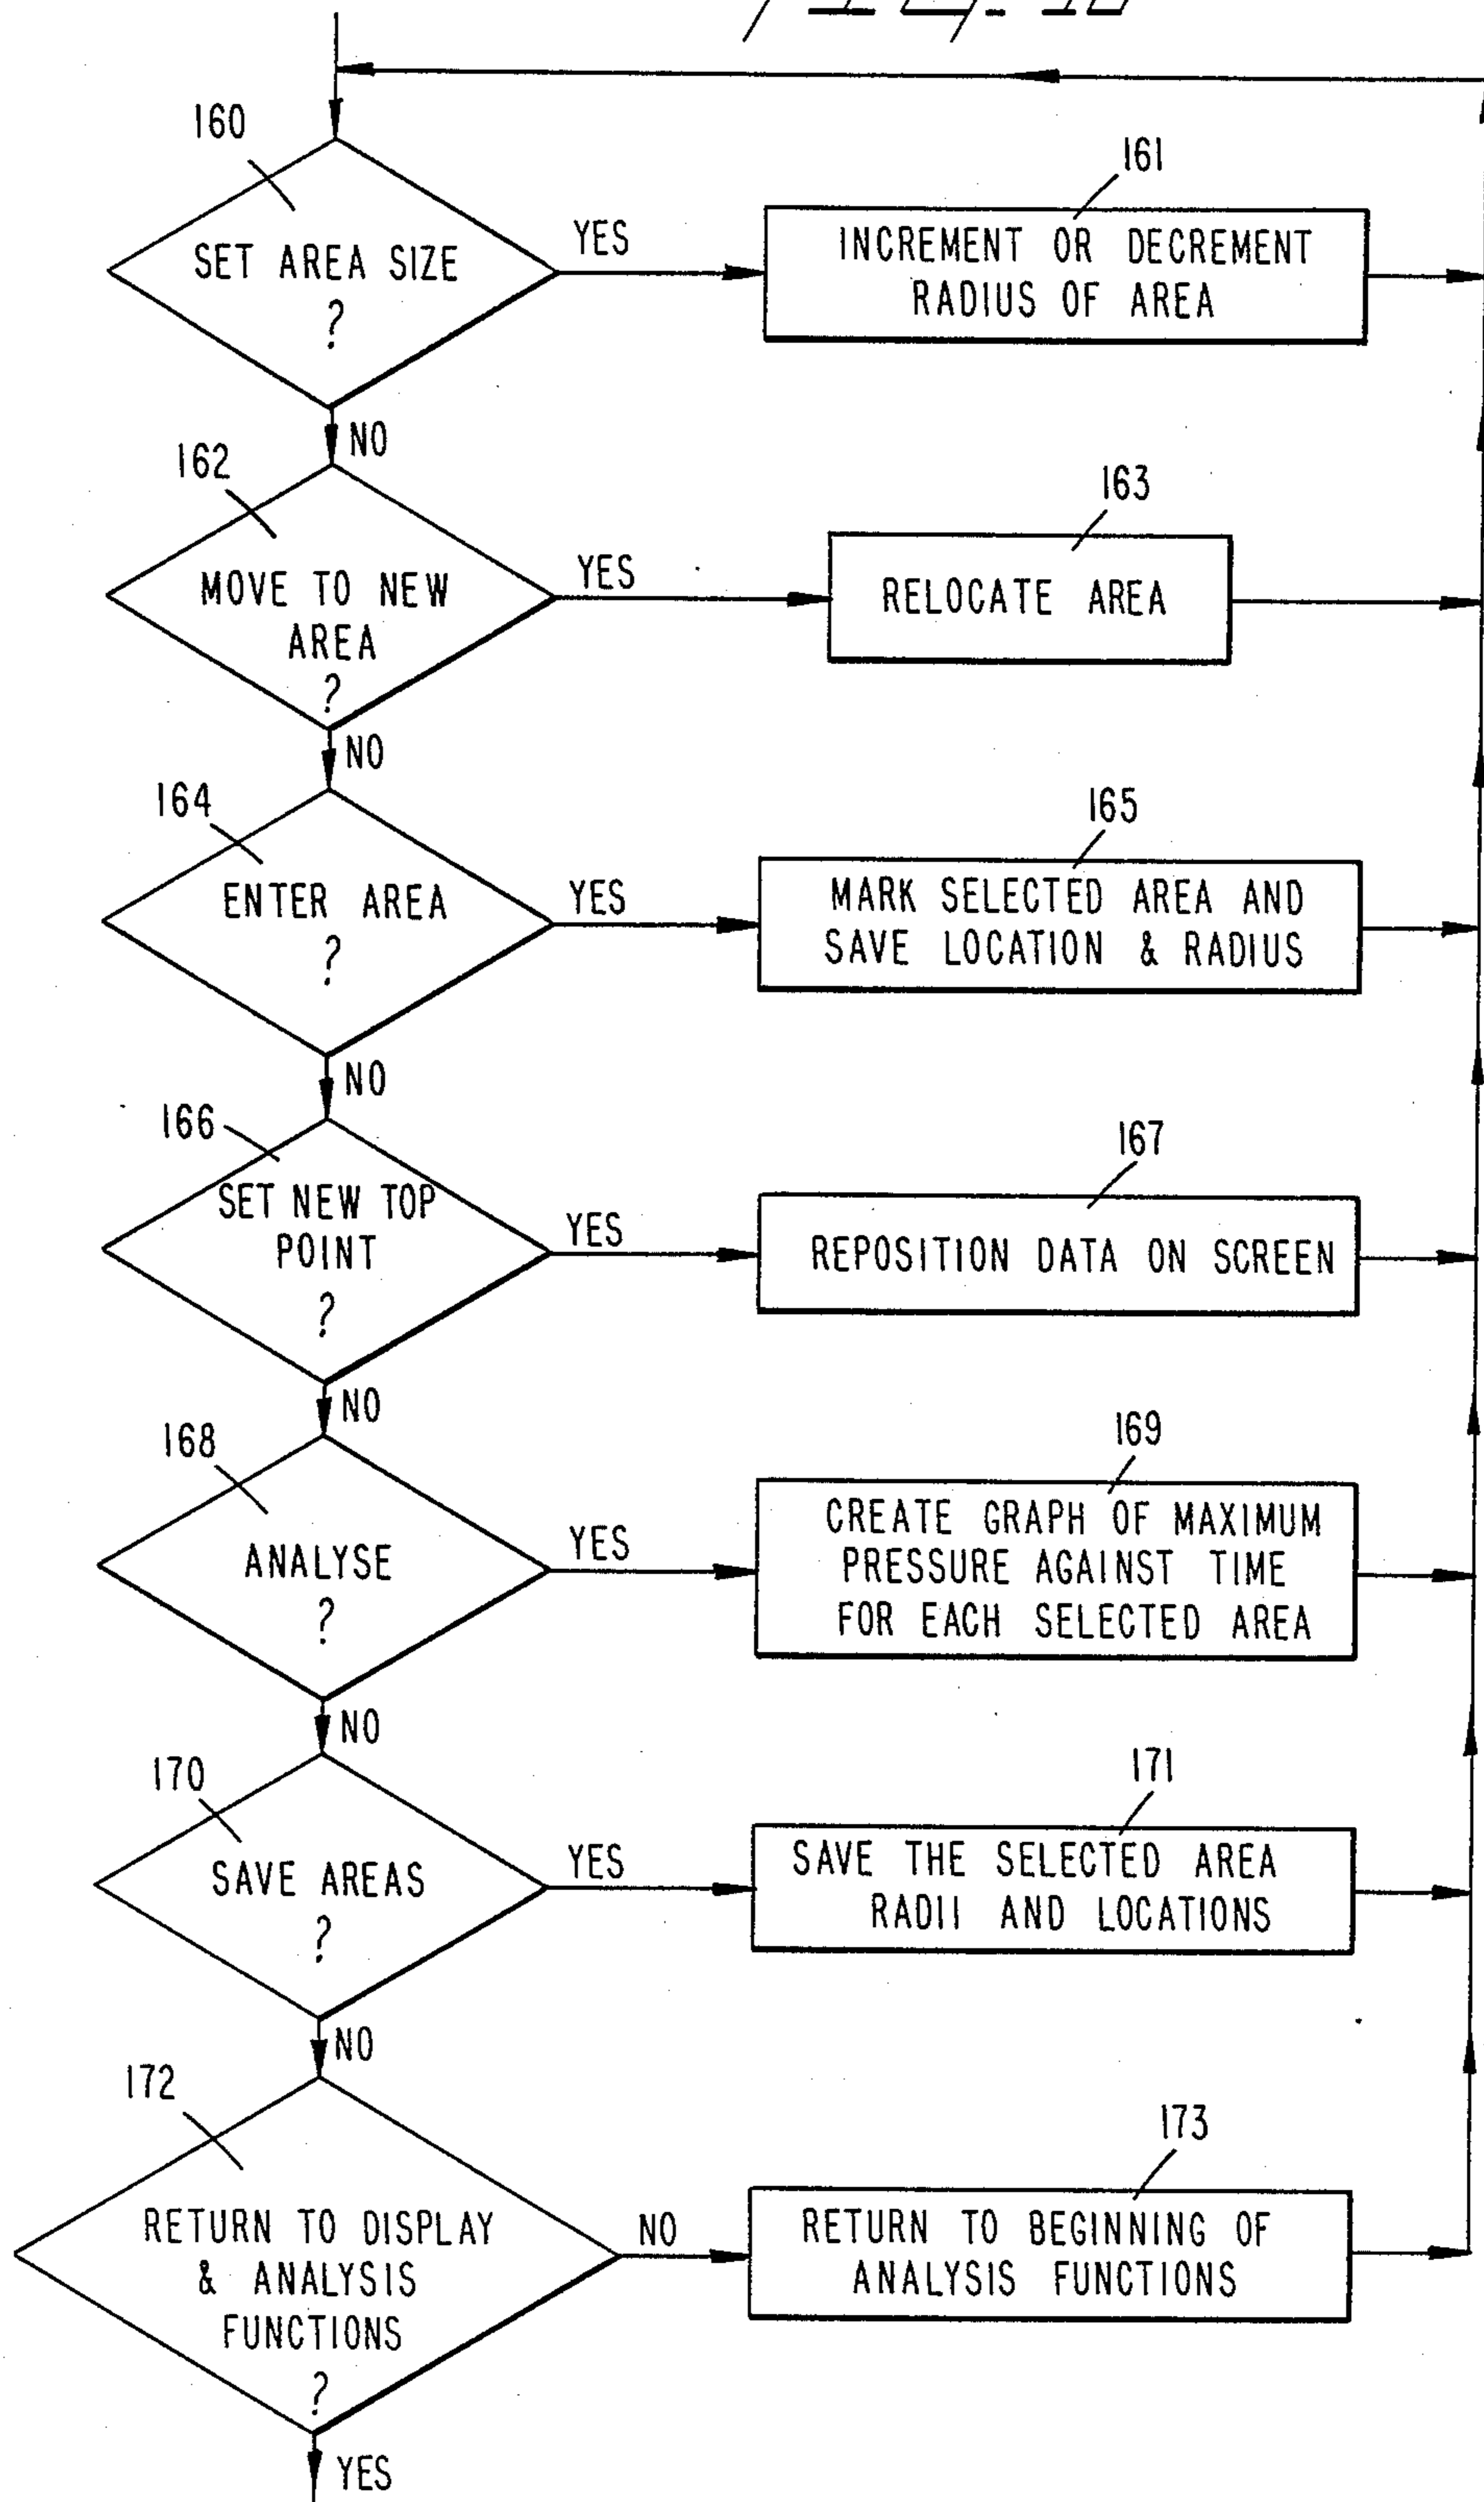 160
161
SET AREA SIZE
?
YES
INCREMENT OR DECREMENT
RADIUS OF AREA
NO
162
163
MOVE TO NEW
AREA
?
YES
RELOCATE AREA
NO
164
165
ENTER AREA
?
YES
MARK SELECTED AREA AND
SAVE LOCATION & RADIUS
NO
166
167
SET NEW TOP
POINT
?
YES
REPOSITION DATA ON SCREEN
NO
168
169
ANALYSE
?
YES
CREATE GRAPH OF MAXIMUM
PRESSURE AGAINST TIME
FOR EACH SELECTED AREA
NO
170
171
SAVE AREAS
?
YES
SAVE THE SELECTED AREA
RADII AND LOCATIONS
NO
172
173
RETURN TO DISPLAY
& ANALYSIS
FUNCTIONS
?
NO
RETURN TO BEGINNING OF
ANALYSIS FUNCTIONS
YES